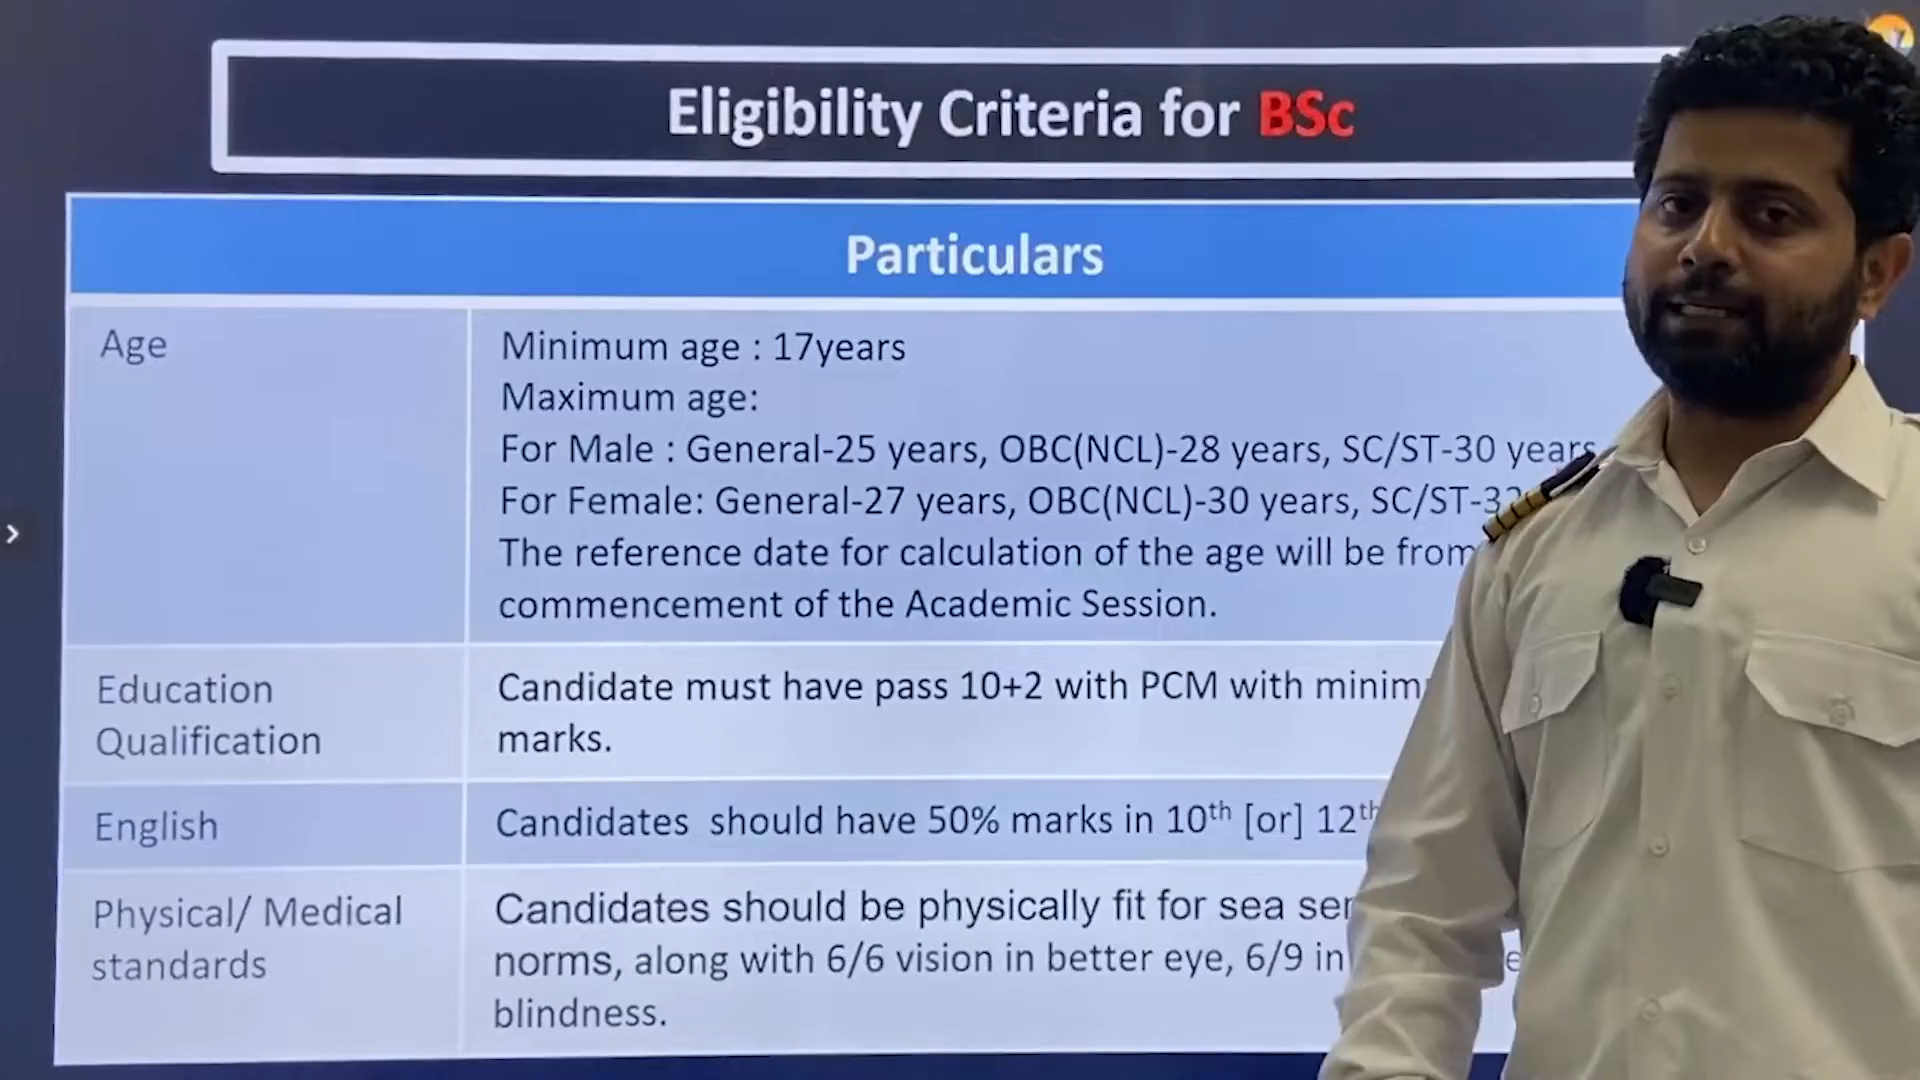 Eligibility Criteria for BSc
Particulars
Age
Minimum age : 17years
Maximum age:
For Male : General-25 years, OBC(NCL)-28 years, SC/ST-30 years
For Female: General-27 years, OBC(NCL)-30 years, SC/ST-
The reference date for calculation of the age will be from
commencement of the Academic Session.
Education
Qualification
Candidate must have pass 10+2 with PCM with
marks.
English
Candidates should have 50% marks in 10th [or] 12th
Physical/ Medical
standards
Candidates should be physically fit for sea
norms, along with 6/6 vision in better eye, 6/9 in
blindness.